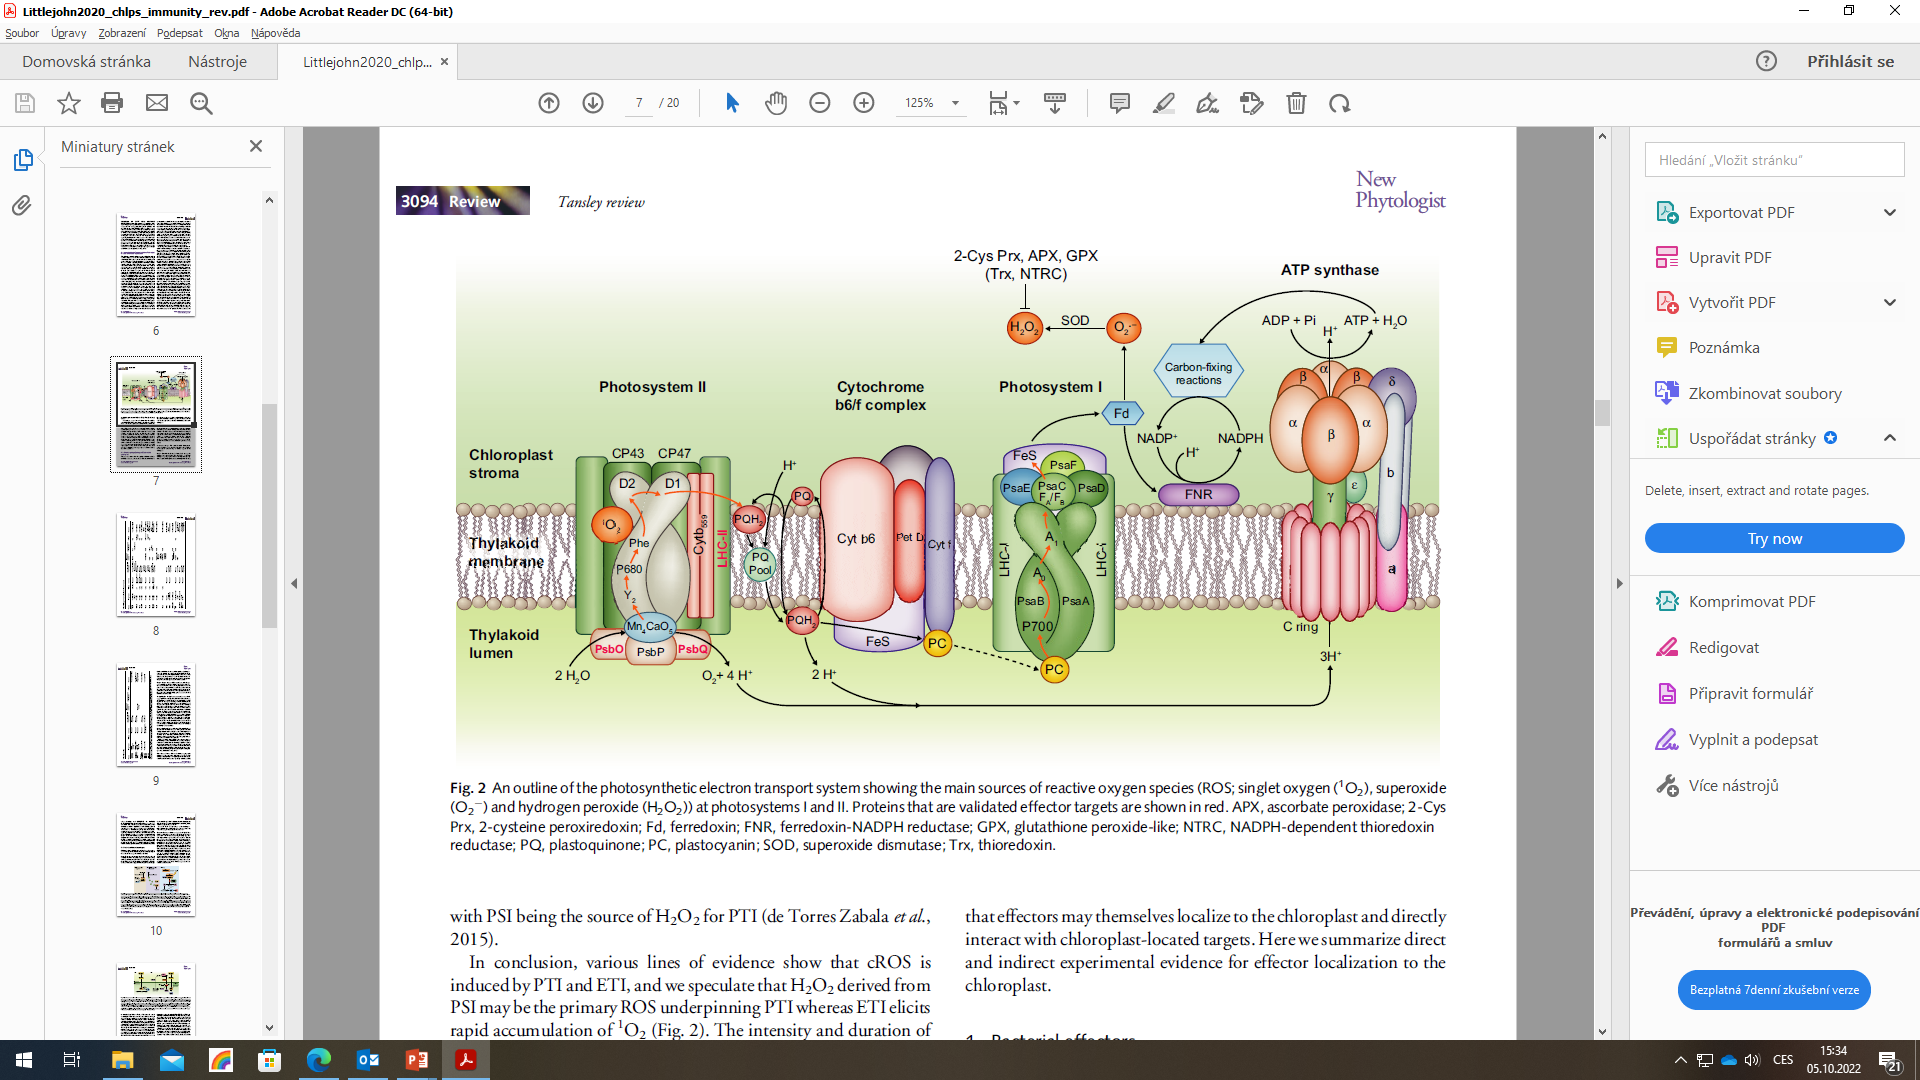 Littlejohn2020_chlps_immunity_rev.pdf - Adobe Acrobat Reader DC (64-bit)
Soubor Úpravy Zobrazení Podepsat Okna Nápověda
Domovská stránka Nástroje Littlejohn2020_chlp... × Přihlásit se
7 / 20 125%
Miniatury stránek
6
7
8
9
10
3094 Review
Tansley review
New
Phytologist
2-Cys Prx, APX, GPX
(Trx, NTRC)
ATP synthase
H2O2 SOD O2•−
ADP + Pi H+ ATP + H2O
Carbon-fixing
reactions
Photosystem II
Cytochrome
b6/f complex
Photosystem I
Fd
NADP+ H+ NADPH
FNR
β α β δ
α β α
b
γ ε
a
C ring
3H+
Chloroplast
stroma
CP43 CP47
D2 D1
1O2
Phe
P680
Cytb559
LHC-II
Mn4CaO5
PsbO PsbP PsbQ
2 H2O
O2+ 4 H+
H+
PQ
PQH2
PQ
Pool
PQH2
2 H+
Cyt b6
Cyt f
FeS
PC
FeS
PsaF
PsaE PsaC PsaD
FA/FB
A1
A0
PsaB PsaA
P700
PC
Thylakoid
membrane
Thylakoid
lumen
Fig. 2 An outline of the photosynthetic electron transport system showing the main sources of reactive oxygen species (ROS; singlet oxygen (1O2), superoxide
(O2−) and hydrogen peroxide (H2O2)) at photosystems I and II. Proteins that are validated effector targets are shown in red. APX, ascorbate peroxidase; 2-Cys
Prx, 2-cysteine peroxiredoxin; Fd, ferredoxin; FNR, ferredoxin-NADPH reductase; GPX, glutathione peroxide-like; NTRC, NADPH-dependent thioredoxin
reductase; PQ, plastoquinone; PC, plastocyanin; SOD, superoxide dismutase; Trx, thioredoxin.
with PSI being the source of H2O2 for PTI (de Torres Zabala et al.,
2015).
In conclusion, various lines of evidence show that cROS is
induced by PTI and ETI, and we speculate that H2O2 derived from
PSI may be the primary ROS underpinning PTI whereas ETI elicits
rapid accumulation of 1O2 (Fig. 2). The intensity and duration of
that effectors may themselves localize to the chloroplast and directly
interact with chloroplast-located targets. Here we summarize direct
and indirect experimental evidence for effector localization to the
chloroplast.
1. Bacterial effectors
Hledání „Vložit stránku“
Exportovat PDF
Upravit PDF
Vytvořit PDF
Poznámka
Zkombinovat soubory
Uspořádat stránky
Delete, insert, extract and rotate pages.
Try now
Komprimovat PDF
Redigovat
Připravit formulář
Vyplnit a podepsat
Více nástrojů
Převádění, úpravy a elektronické podepisování
PDF
formulářů a smluv
Bezplatná 7denní zkušební verze
CES
15:34
05.10.2022
21